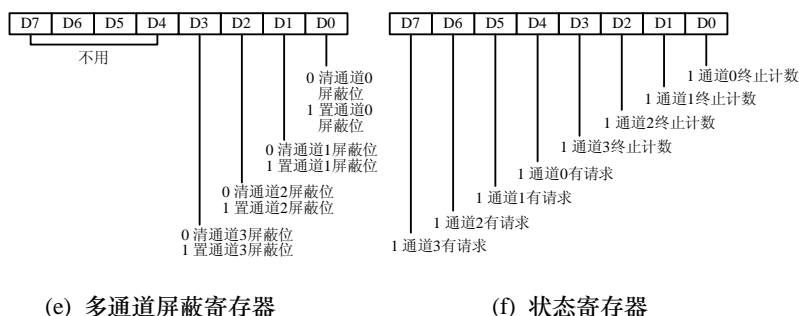 D7 D6 D5 D4 D3 D2 D1 D0
不用
0 清通道0
屏蔽位
1 置通道0
屏蔽位
0 清通道1屏蔽位
1 置通道1屏蔽位
0 清通道2屏蔽位
1 置通道2屏蔽位
0 清通道3屏蔽位
1 置通道3屏蔽位
(e) 多通道屏蔽寄存器
D7 D6 D5 D4 D3 D2 D1 D0
1 通道0终止计数
1 通道1终止计数
1 通道2终止计数
1 通道3终止计数
1 通道0有请求
1 通道1有请求
1 通道2有请求
1 通道3有请求
(f) 状态寄存器